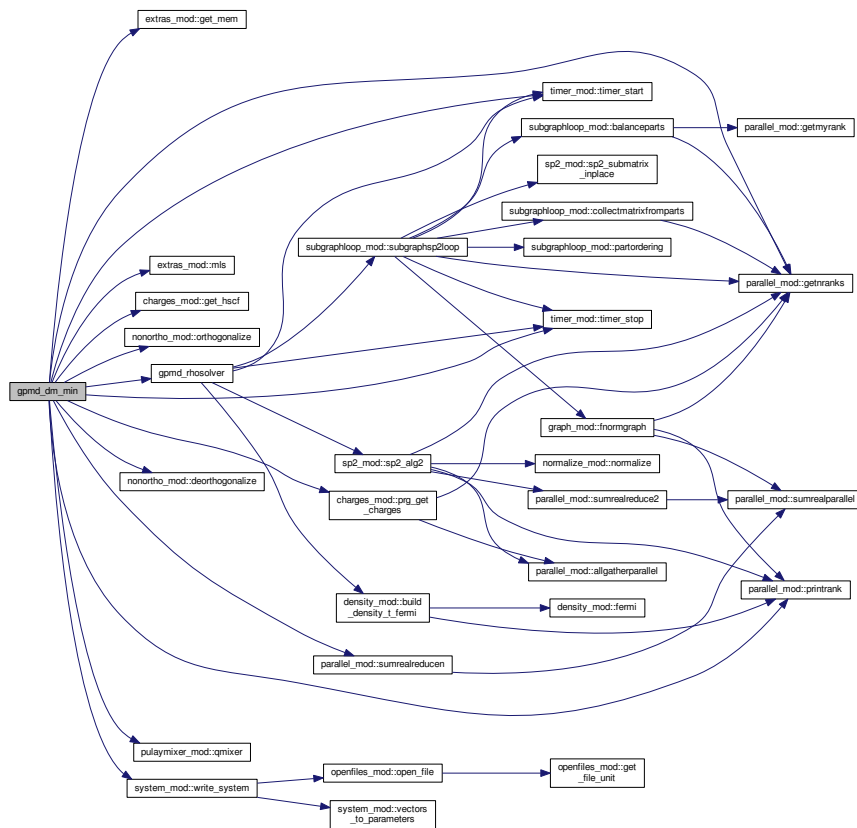 extras_mod::get_mem
timer_mod::timer_start
subgraphloop_mod::balanceparts
parallel_mod::getmyrank
sp2_mod::sp2_submatrix
_inplace
subgraphloop_mod::collectmatrixfromparts
subgraphloop_mod::subgraphsp2loop
subgraphloop_mod::partordering
extras_mod::mls
parallel_mod::getnranks
charges_mod::get_hscf
timer_mod::timer_stop
nonortho_mod::orthogonalize
gpmd_rhosolver
gpmd_dm_min
graph_mod::fnormgraph
sp2_mod::sp2_alg2
normalize_mod::normalize
nonortho_mod::deorthogonalize
charges_mod::prg_get
_charges
parallel_mod::sumrealreduce2
parallel_mod::sumrealparallel
parallel_mod::allgatherparallel
parallel_mod::printrank
density_mod::build
_density_t_fermi
density_mod::fermi
parallel_mod::sumrealreducen
pulaymixer_mod::qmixer
openfiles_mod::open_file
openfiles_mod::get
_file_unit
system_mod::write_system
system_mod::vectors
_to_parameters